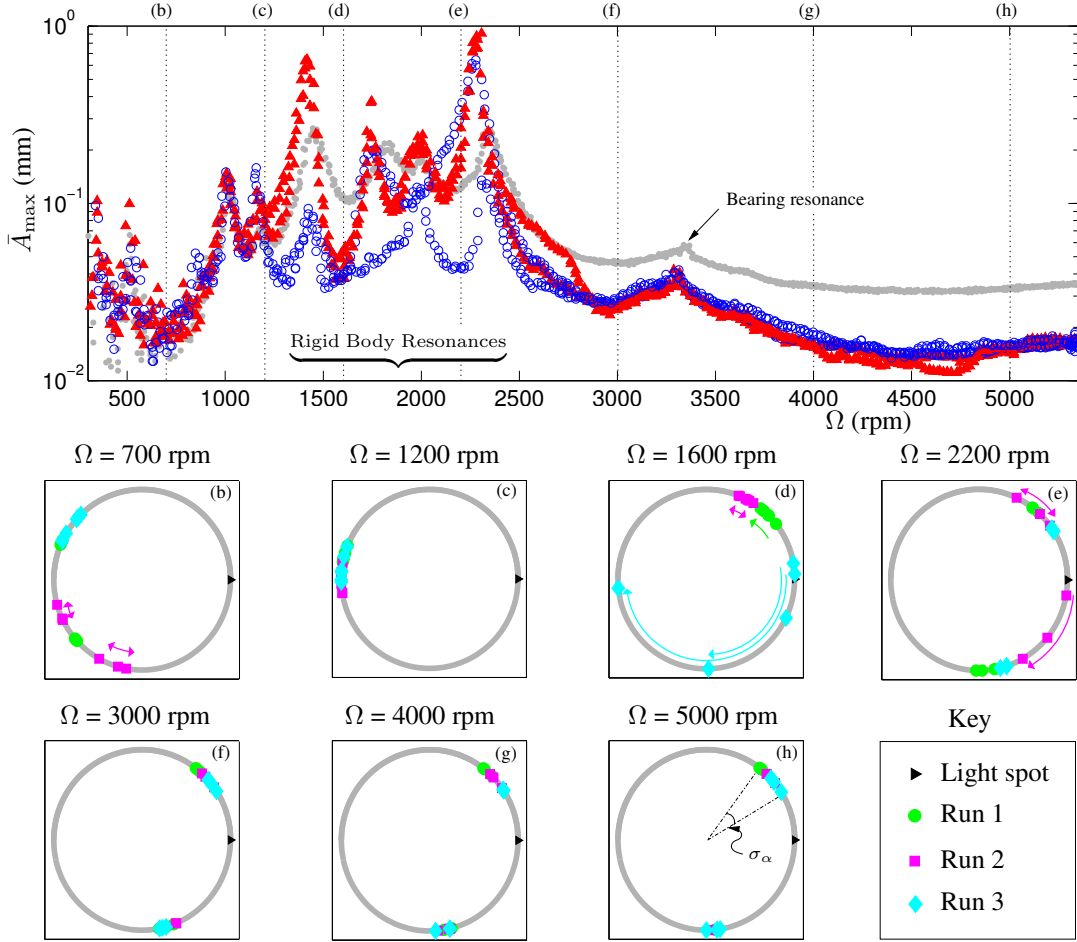 (b) (c) (d) (e) (f) (g) (h)
10^0
10^{-1}
10^{-2}
Ā_max (mm)
Bearing resonance
Rigid Body Resonances
500 1000 1500 2000 2500 3000 3500 4000 4500 5000
Ω (rpm)
Ω = 700 rpm Ω = 1200 rpm Ω = 1600 rpm Ω = 2200 rpm
(b) (c) (d) (e)
Ω = 3000 rpm Ω = 4000 rpm Ω = 5000 rpm Key
(f) (g) (h)
σ_α
Light spot
Run 1
Run 2
Run 3